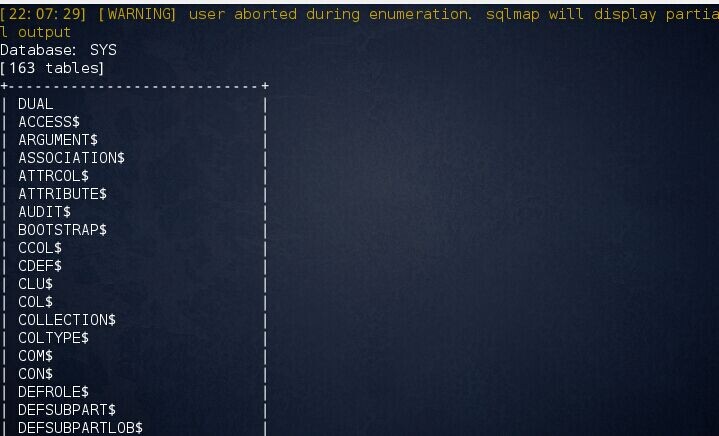 [22:07:29] [WARNING] user aborted during enumeration. sqlmap will display partia
l output
Database: SYS
[163 tables]
+----------------------------+
| DUAL                       |
| ACCESS$                    |
| ARGUMENT$                  |
| ASSOCIATION$               |
| ATTRCOL$                   |
| ATTRIBUTE$                 |
| AUDIT$                     |
| BOOTSTRAP$                 |
| CCOL$                      |
| CDEF$                      |
| CLU$                       |
| COL$                       |
| COLLECTION$                |
| COLTYPE$                   |
| COM$                       |
| CON$                       |
| DEFROLE$                   |
| DEFSUBPART$                |
| DEFSUBPARTLOB$             |